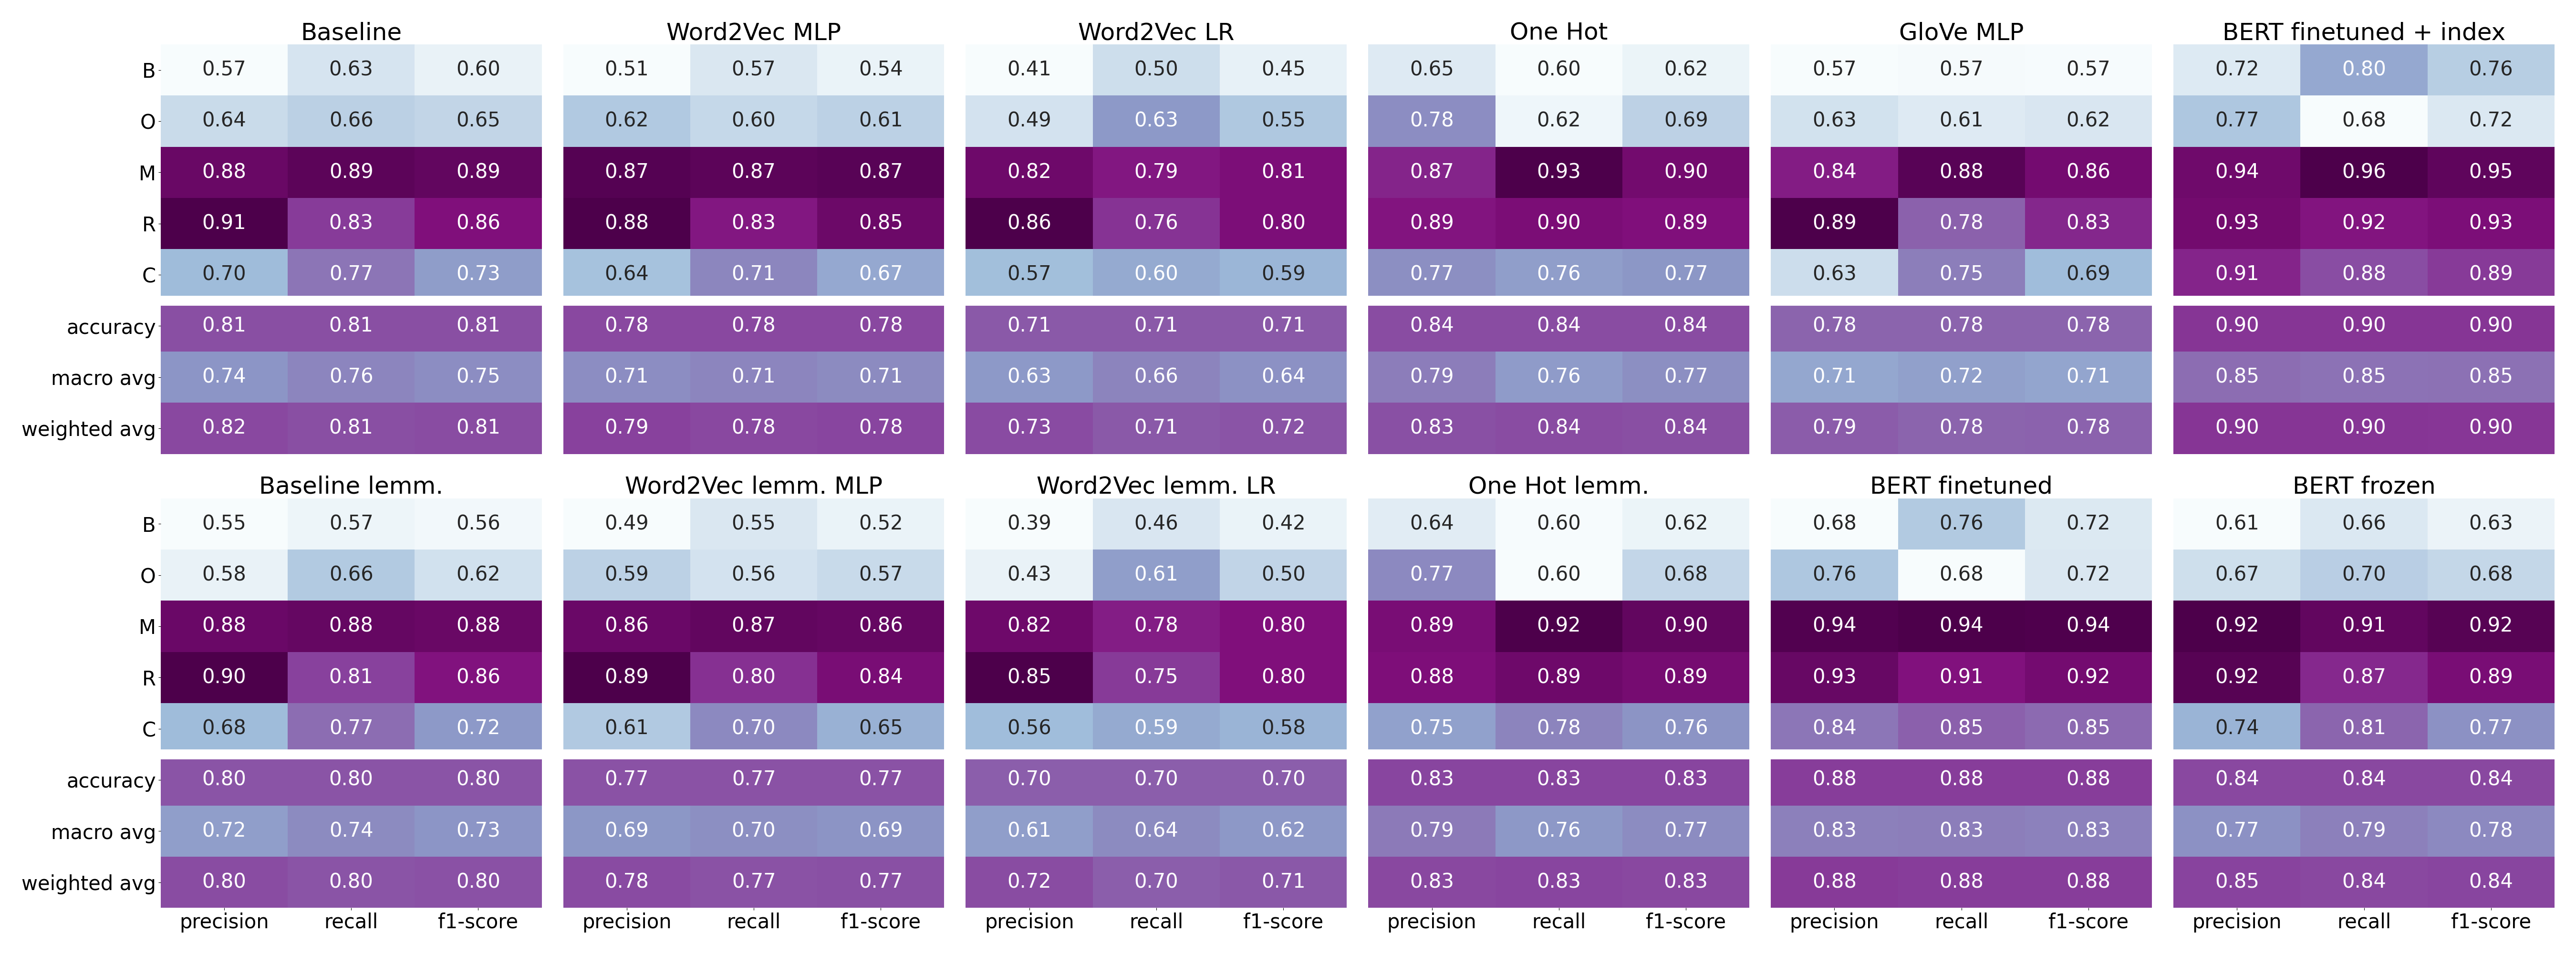 Baseline Word2Vec MLP Word2Vec LR One Hot GloVe MLP BERT finetuned + index
B 0.57 0.63 0.60 0.51 0.57 0.54 0.41 0.50 0.45 0.65 0.60 0.62 0.57 0.57 0.57 0.72 0.80 0.76
O 0.64 0.66 0.65 0.62 0.60 0.61 0.49 0.63 0.55 0.78 0.62 0.69 0.63 0.61 0.62 0.77 0.68 0.72
M 0.88 0.89 0.89 0.87 0.87 0.87 0.82 0.79 0.81 0.87 0.93 0.90 0.84 0.88 0.86 0.94 0.96 0.95
R 0.91 0.83 0.86 0.88 0.83 0.85 0.86 0.76 0.80 0.89 0.90 0.89 0.89 0.78 0.83 0.93 0.92 0.93
C 0.70 0.77 0.73 0.64 0.71 0.67 0.57 0.60 0.59 0.77 0.76 0.77 0.63 0.75 0.69 0.91 0.88 0.89
accuracy 0.81 0.81 0.81 0.78 0.78 0.78 0.71 0.71 0.71 0.84 0.84 0.84 0.78 0.78 0.78 0.90 0.90 0.90
macro avg 0.74 0.76 0.75 0.71 0.71 0.71 0.63 0.66 0.64 0.79 0.76 0.77 0.71 0.72 0.71 0.85 0.85 0.85
weighted avg 0.82 0.81 0.81 0.79 0.78 0.78 0.73 0.71 0.72 0.83 0.84 0.84 0.79 0.78 0.78 0.90 0.90 0.90
Baseline lemm. Word2Vec lemm. MLP Word2Vec lemm. LR One Hot lemm. BERT finetuned BERT frozen
B 0.55 0.57 0.56 0.49 0.55 0.52 0.39 0.46 0.42 0.64 0.60 0.62 0.68 0.76 0.72 0.61 0.66 0.63
O 0.58 0.66 0.62 0.59 0.56 0.57 0.43 0.61 0.50 0.77 0.60 0.68 0.76 0.68 0.72 0.67 0.70 0.68
M 0.88 0.88 0.88 0.86 0.87 0.86 0.82 0.78 0.80 0.89 0.92 0.90 0.94 0.94 0.94 0.92 0.91 0.92
R 0.90 0.81 0.86 0.89 0.80 0.84 0.85 0.75 0.80 0.88 0.89 0.89 0.93 0.91 0.92 0.92 0.87 0.89
C 0.68 0.77 0.72 0.61 0.70 0.65 0.56 0.59 0.58 0.75 0.78 0.76 0.84 0.85 0.85 0.74 0.81 0.77
accuracy 0.80 0.80 0.80 0.77 0.77 0.77 0.70 0.70 0.70 0.83 0.83 0.83 0.88 0.88 0.88 0.84 0.84 0.84
macro avg 0.72 0.74 0.73 0.69 0.70 0.69 0.61 0.64 0.62 0.79 0.76 0.77 0.83 0.83 0.83 0.77 0.79 0.78
weighted avg 0.80 0.80 0.80 0.78 0.77 0.77 0.72 0.70 0.71 0.83 0.83 0.83 0.88 0.88 0.88 0.85 0.84 0.84
precision recall f1-score precision recall f1-score precision recall f1-score precision recall f1-score precision recall f1-score precision recall f1-score